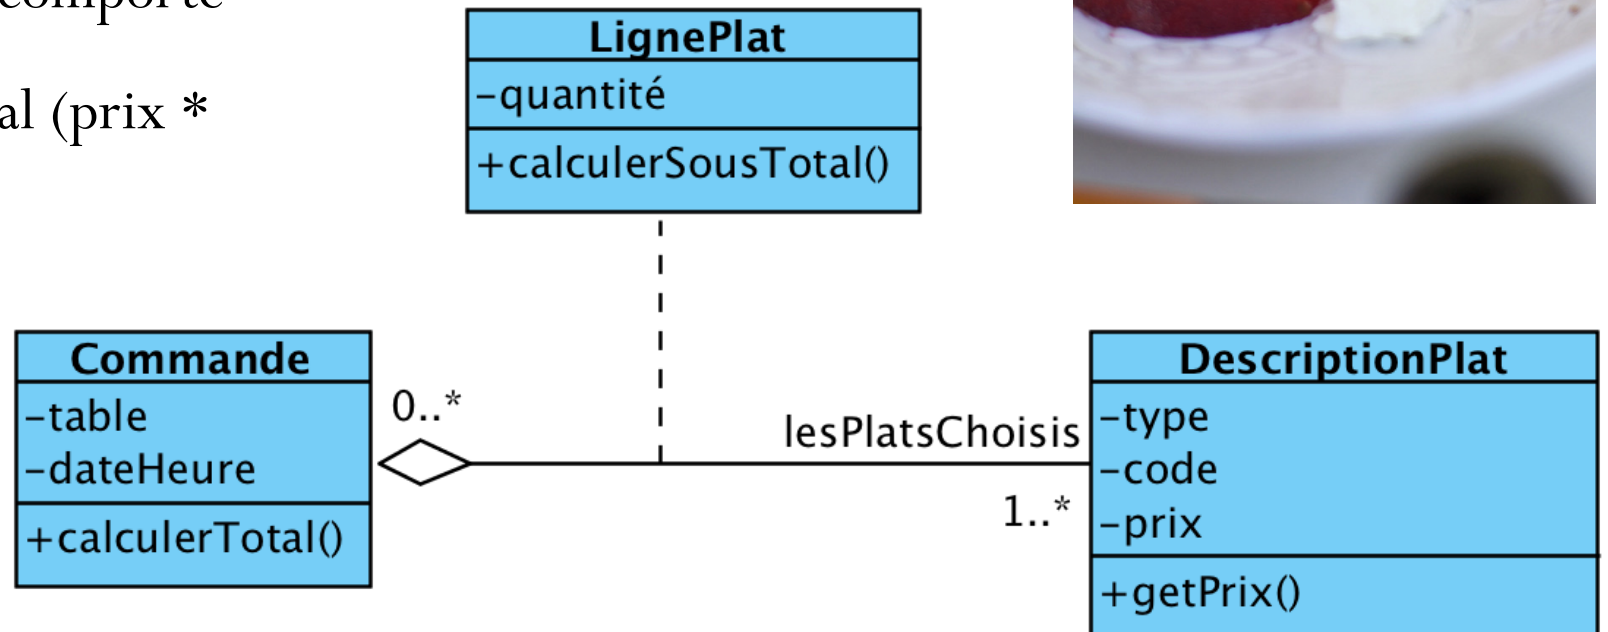 comporte
al (prix *
LignePlat
-quantité
+calculerSousTotal()
Commande
-table
-dateHeure
+calculerTotal()
0..*
lesPlatsChoisis
1..*
DescriptionPlat
-type
-code
-prix
+getPrix()